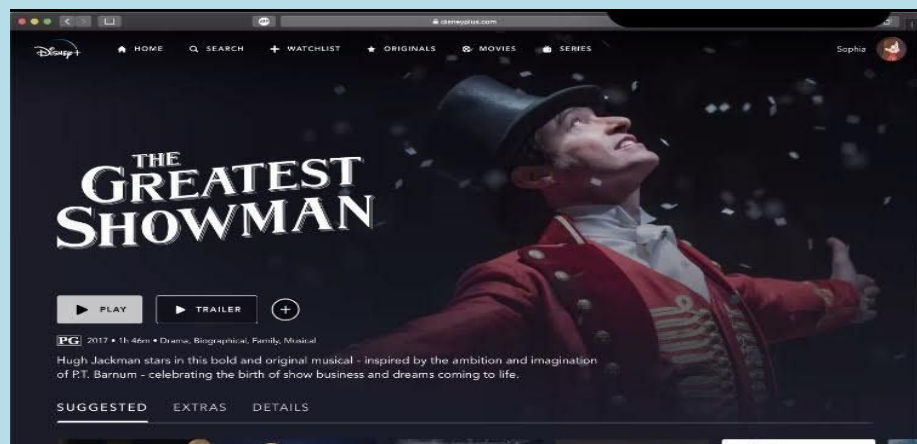 disneyplus.com
Disney+ HOME SEARCH WATCHLIST ORIGINALS MOVIES SERIES Sophia
THE
GREATEST
SHOWMAN
PLAY TRAILER
PG 2017 • 1h 46m • Drama, Biographical, Family, Musical
Hugh Jackman stars in this bold and original musical - inspired by the ambition and imagination
of P.T. Barnum - celebrating the birth of show business and dreams coming to life.
SUGGESTED EXTRAS DETAILS